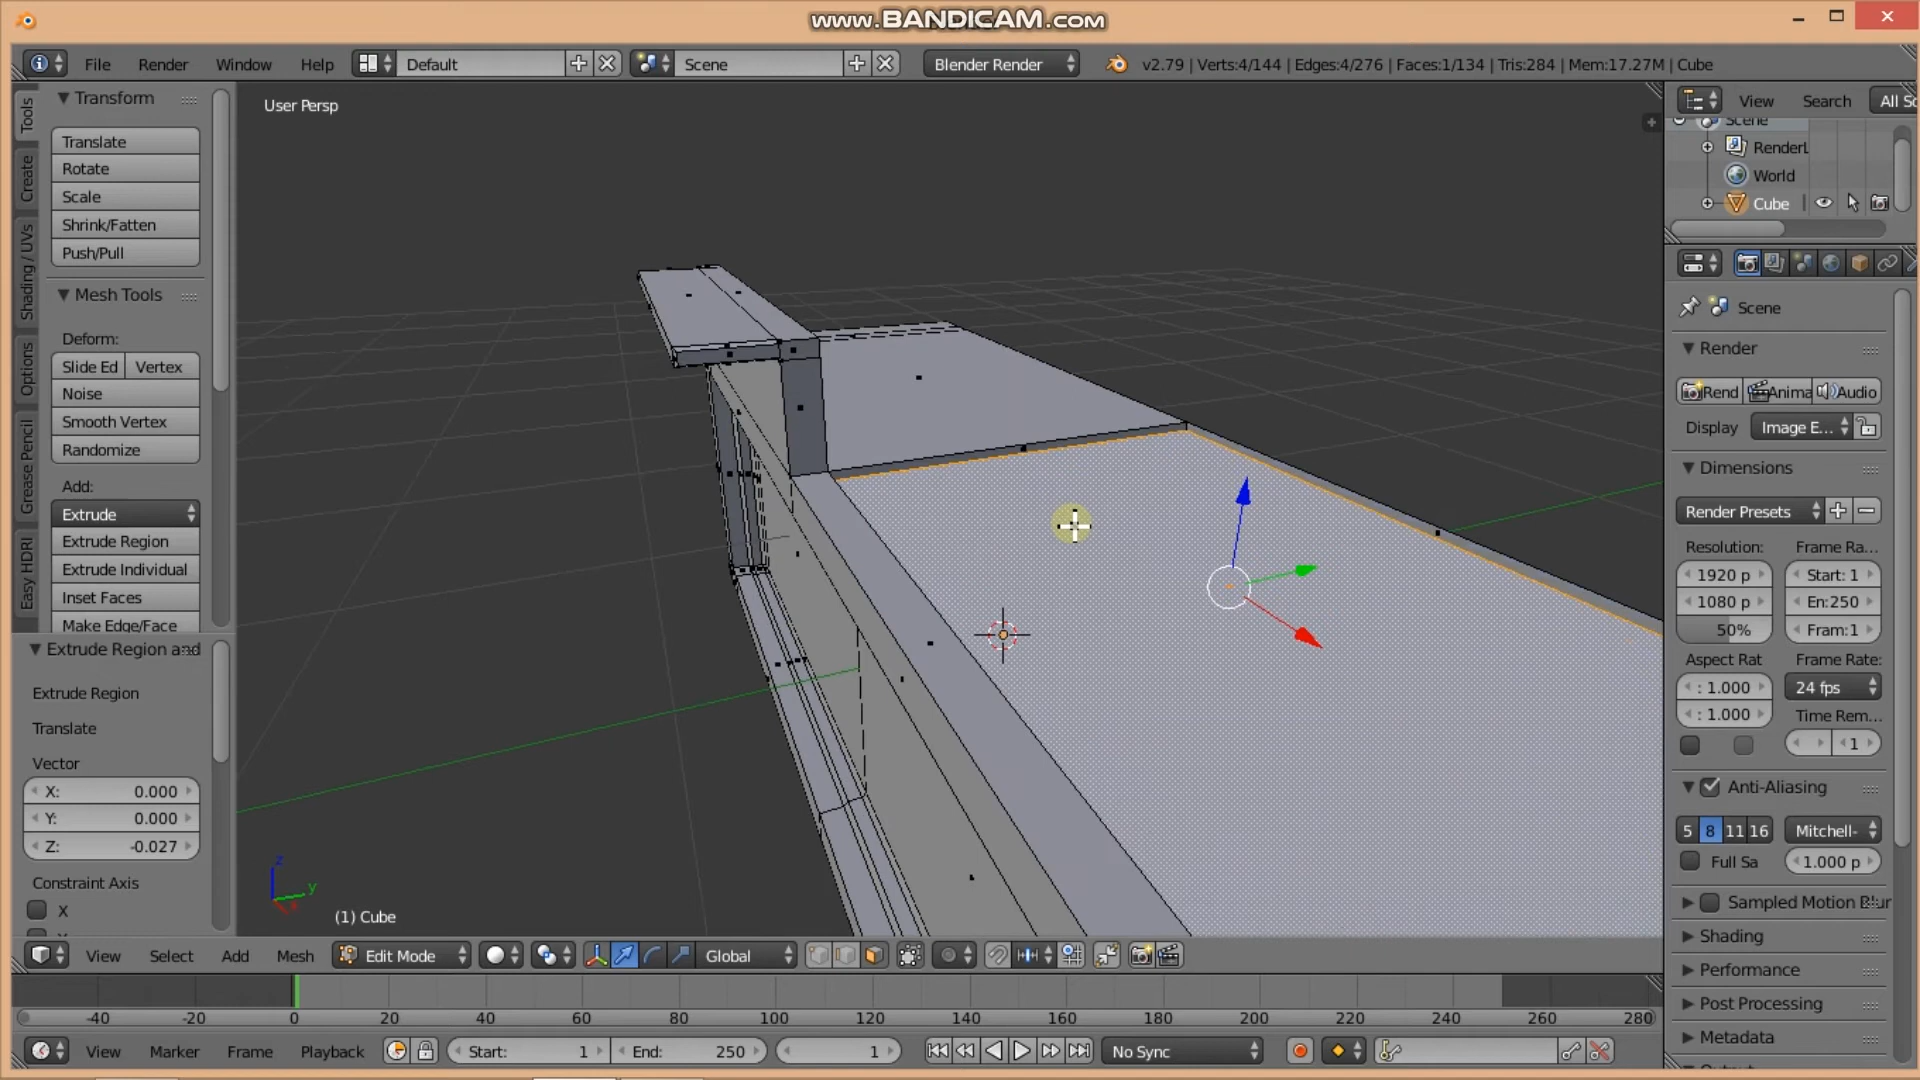 www.BANDICAM.com
File Render Window Help Default Scene Blender Render v2.79 | Verts:4/144 | Edges:4/276 | Faces:1/134 | Tris:284 | Mem:17.27M | Cube
Tools
Create
Shading / UVs
Options
Grease Pencil
Easy HDRI
Transform
Translate
Rotate
Scale
Shrink/Fatten
Push/Pull
Mesh Tools
Deform:
Slide Ed Vertex
Noise
Smooth Vertex
Randomize
Add:
Extrude
Extrude Region
Extrude Individual
Inset Faces
Make Edge/Face
Extrude Region and
Extrude Region
Translate
Vector
X: 0.000
Y: 0.000
Z: -0.027
Constraint Axis
X
User Persp
z
y
(1) Cube
View Search All Sc
Scene
RenderL
World
Cube
Scene
Render
Rend Anima Audio
Display Image E...
Dimensions
Render Presets
Resolution: Frame Ra...
1920 p Start: 1
1080 p En:250
50% Fram:1
Aspect Rat Frame Rate:
: 1.000 24 fps
: 1.000 Time Rem...
1
Anti-Aliasing
5 8 11 16 Mitchell-
Full Sa 1.000 p
Sampled Motion Blur
Shading
Performance
Post Processing
Metadata
View Select Add Mesh Edit Mode Global
-40 -20 0 20 40 60 80 100 120 140 160 180 200 220 240 260 280
View Marker Frame Playback Start: 1 End: 250 1 No Sync